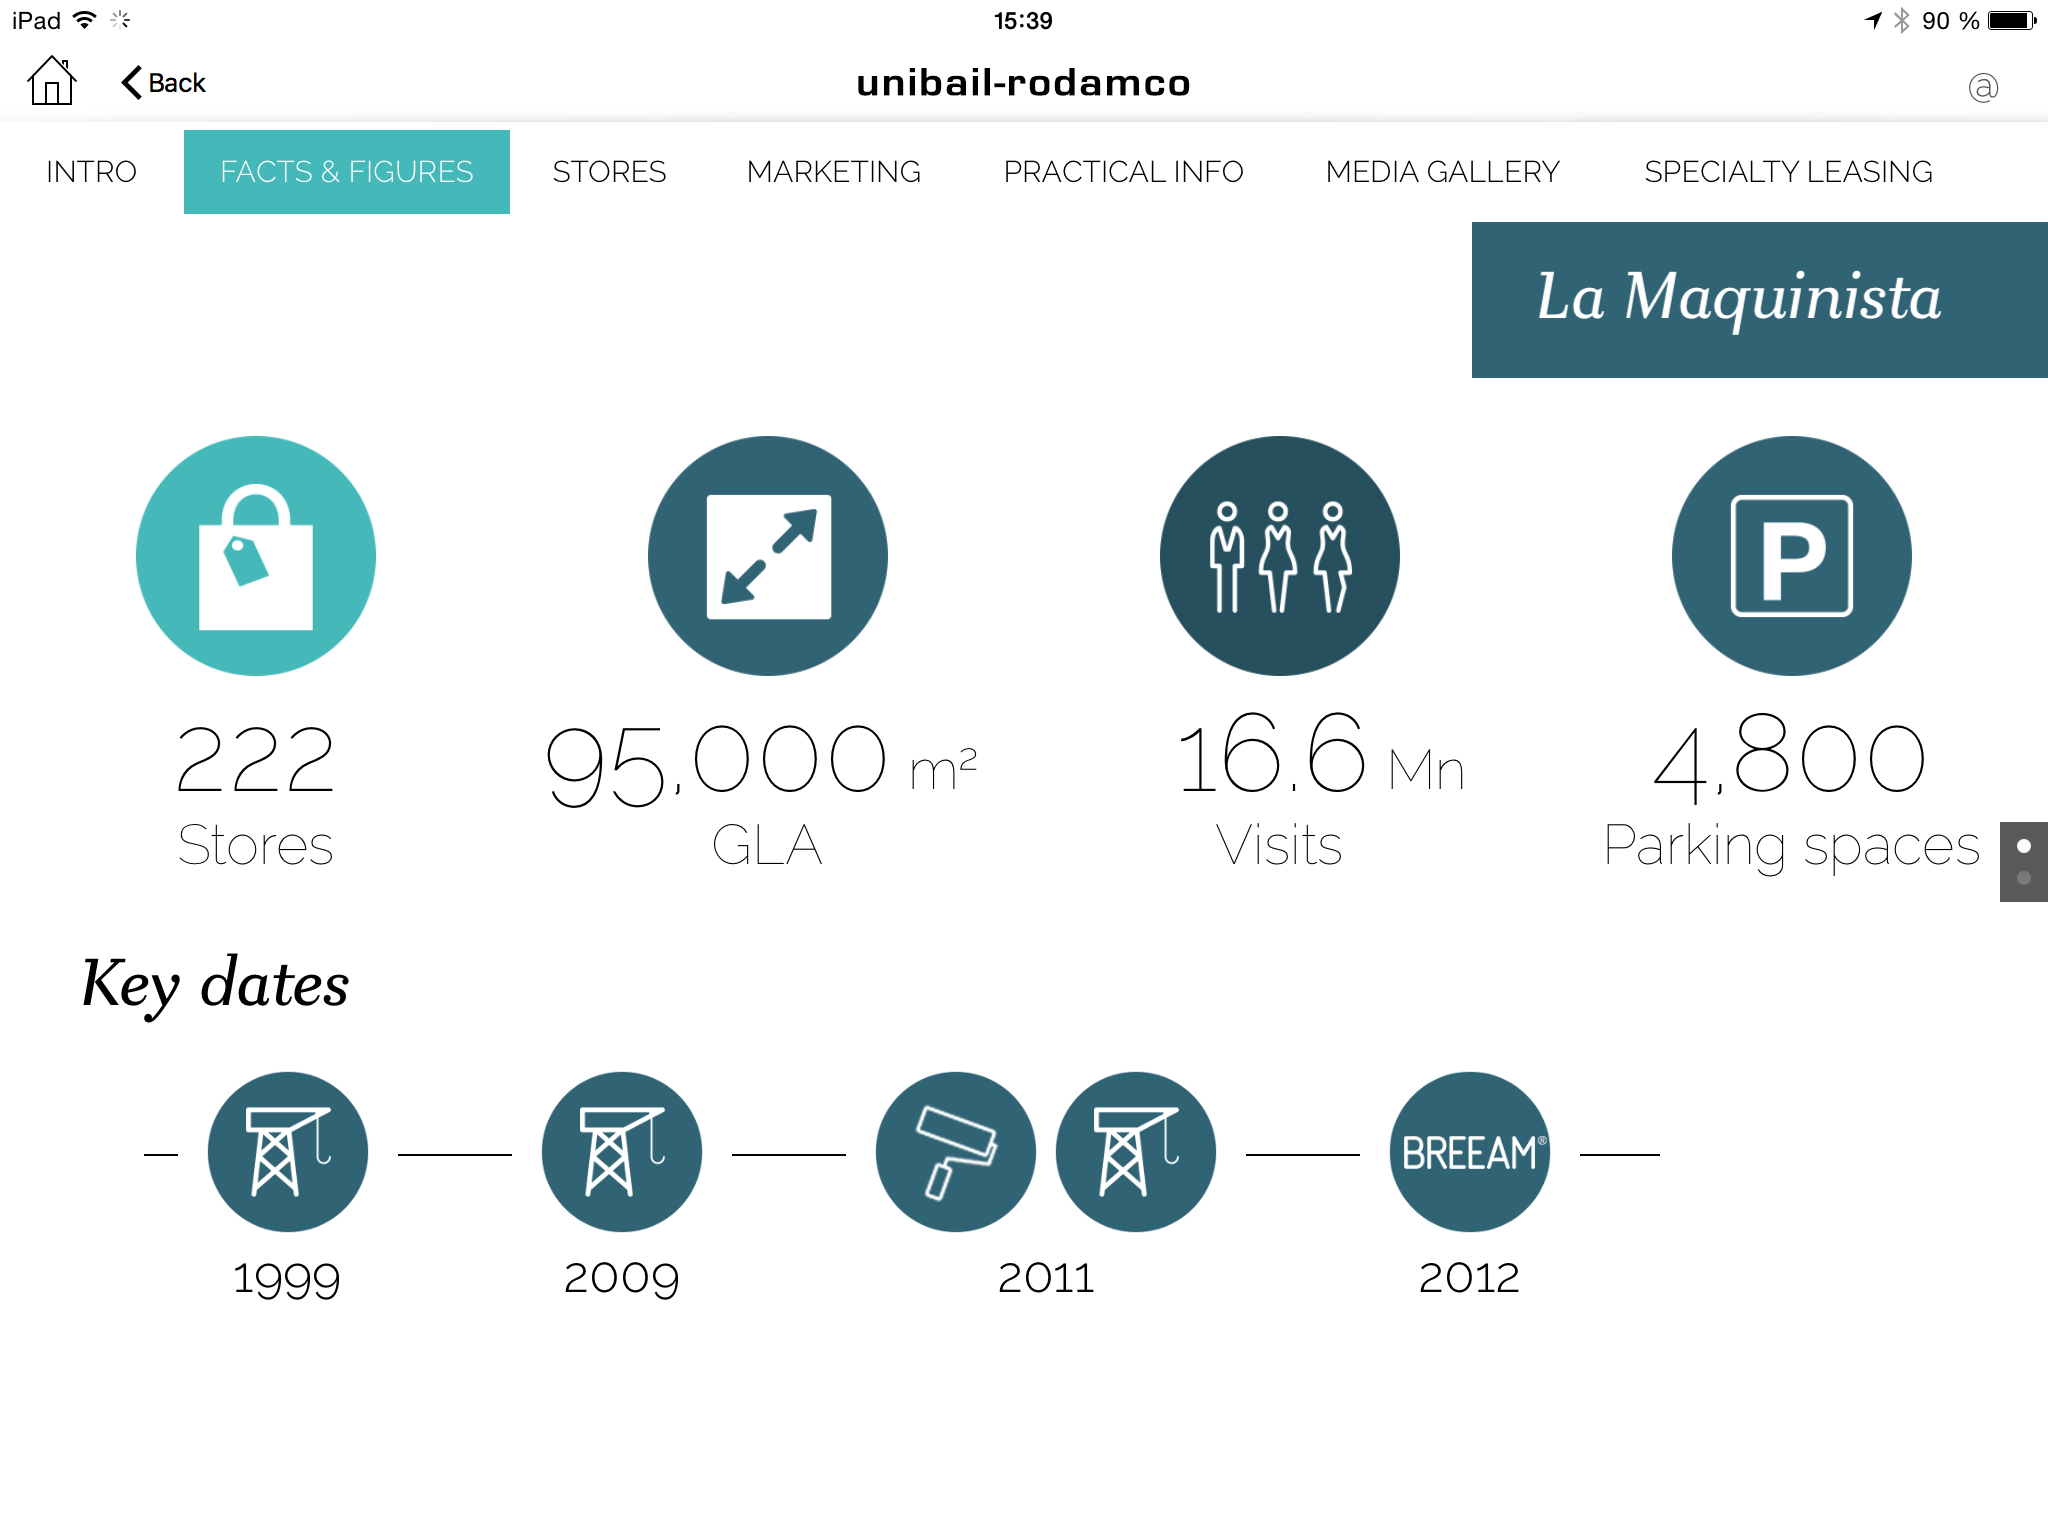 iPad 15:39 90 %
Back unibail-rodamco @
INTRO FACTS & FIGURES STORES MARKETING PRACTICAL INFO MEDIA GALLERY SPECIALTY LEASING
La Maquinista
P
222 95,000 m² 16.6 Mn 4,800
Stores GLA Visits Parking spaces
Key dates
BREEAM®
1999 2009 2011 2012